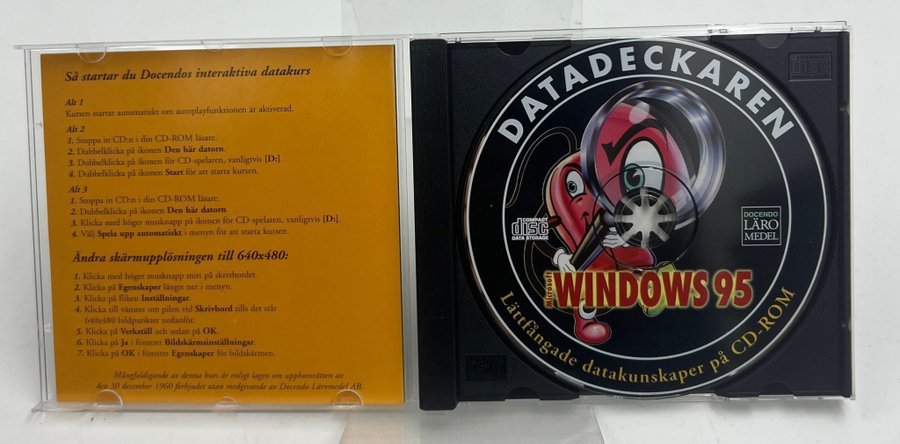 Så startar du Docendos interaktiva datakurs
Alt 1
Kursen startar automatiskt om autoplayfunktionen är aktiverad.
Alt 2
1. Stoppa in CD:n i din CD-ROM läsare.
2. Dubbelklicka på ikonen Den här datorn.
3. Dubbelklicka på ikonen för CD-spelaren, vanligtvis [D:].
4. Dubbelklicka på ikonen Start för att starta kursen.
Alt 3
1. Stoppa in CD:n i din CD-ROM läsare.
2. Dubbelklicka på ikonen Den här datorn.
3. Klicka med höger musknapp på ikonen för CD-spelaren, vanligtvis [D:].
4. Välj Spela upp automatiskt i menyn för att starta kursen.
Ändra skärmupplösningen till 640x480:
1. Klicka med höger musknapp mitt på skrivbordet.
2. Klicka på Egenskaper längst ner i menyn.
3. Klicka på fliken Inställningar.
4. Klicka till vänster om pilen vid Skrivbord tills det står
640x480 bildpunkter nedanför.
5. Klicka på Verkställ och sedan på OK.
6. Klicka på Ja i fönstret Bildskärmsinställningar.
7. Klicka på OK i fönstret Egenskaper för bildskärmen.
Mångfaldigande av denna kurs är enligt lagen om upphovsrätten av
den 30 december 1960 förbjudet utan medgivande av Docendo Läromedel AB.
DATADECKAREN
COMPACT
disc
DATA STORAGE
DOCENDO
LÄRO
MEDEL
Microsoft
WINDOWS 95
Lättfångade datakunskaper på CD-ROM
disc